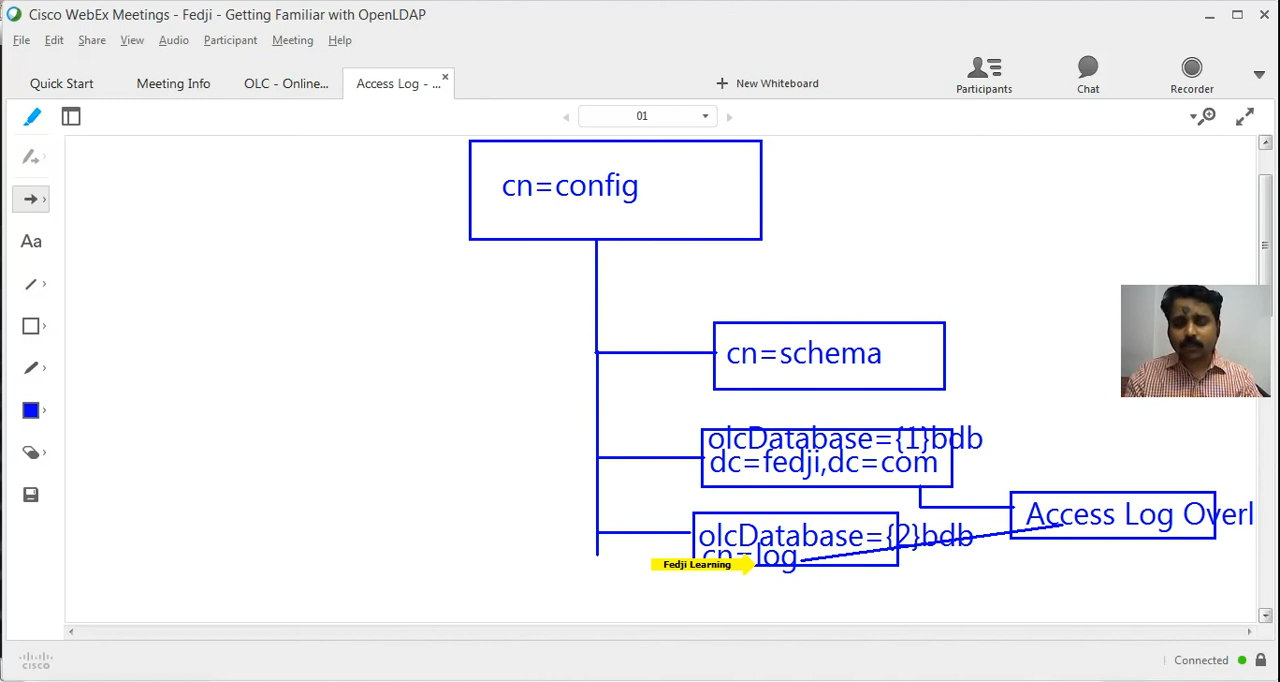 Cisco WebEx Meetings - Fedji - Getting Familiar with OpenLDAP
File Edit Share View Audio Participant Meeting Help
Quick Start Meeting Info OLC - Online... Access Log - ... New Whiteboard
Participants Chat Recorder
01
Aa
cn=config
cn=schema
olcDatabase={1}bdb
dc=fedji,dc=com
Access Log Overl
olcDatabase={2}bdb
cn=log
Fedji Learning
cisco
Connected